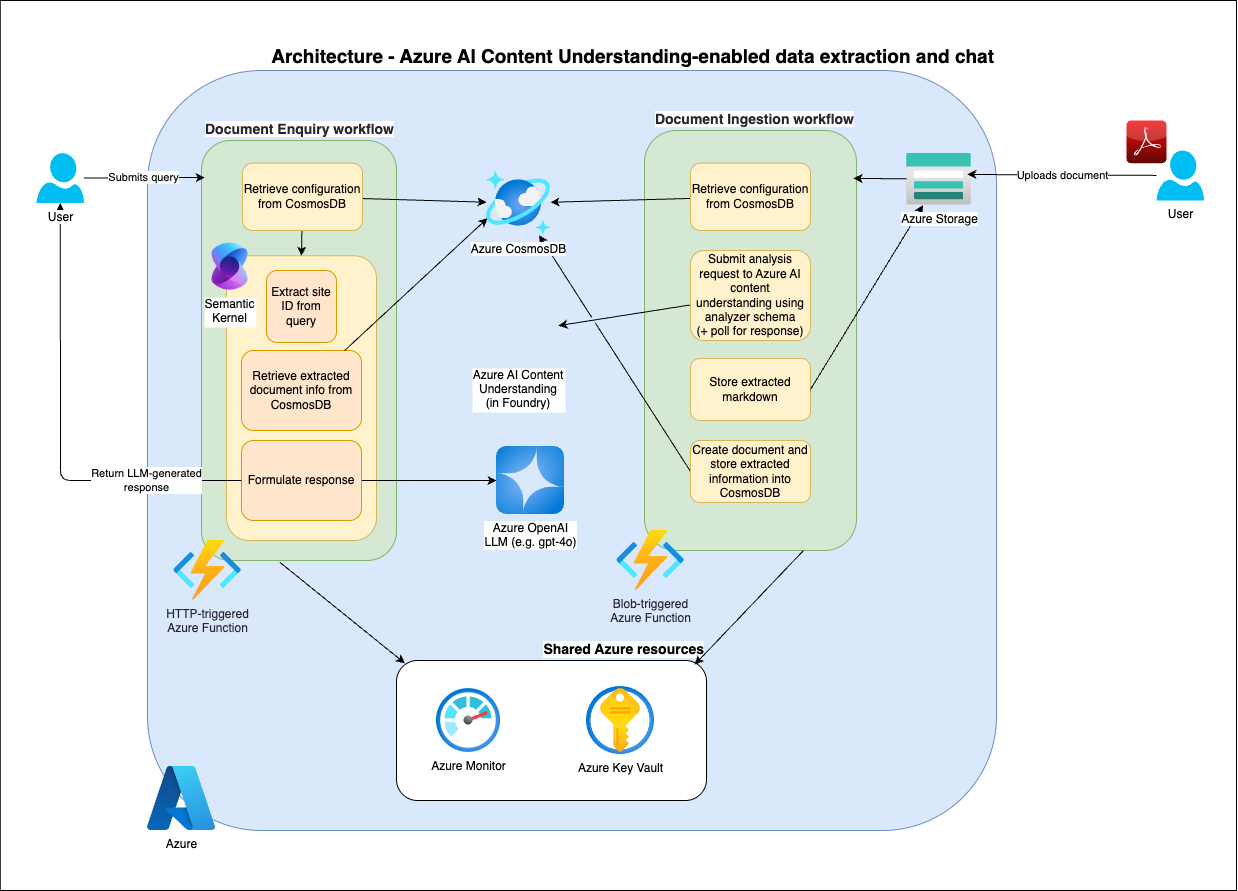 Architecture - Azure AI Content Understanding-enabled data extraction and chat
Document Enquiry workflow
Document Ingestion workflow
User
Submits query
Retrieve configuration
from CosmosDB
Semantic
Kernel
Extract site
ID from
query
Retrieve extracted
document info from
CosmosDB
Formulate response
Return LLM-generated
response
HTTP-triggered
Azure Function
Azure CosmosDB
Azure AI Content
Understanding
(in Foundry)
Azure OpenAI
LLM (e.g. gpt-4o)
Retrieve configuration
from CosmosDB
Submit analysis
request to Azure AI
content
understanding using
analyzer schema
(+ poll for response)
Store extracted
markdown
Create document and
store extracted
information into
CosmosDB
Blob-triggered
Azure Function
Azure Storage
Uploads document
User
Shared Azure resources
Azure Monitor
Azure Key Vault
Azure